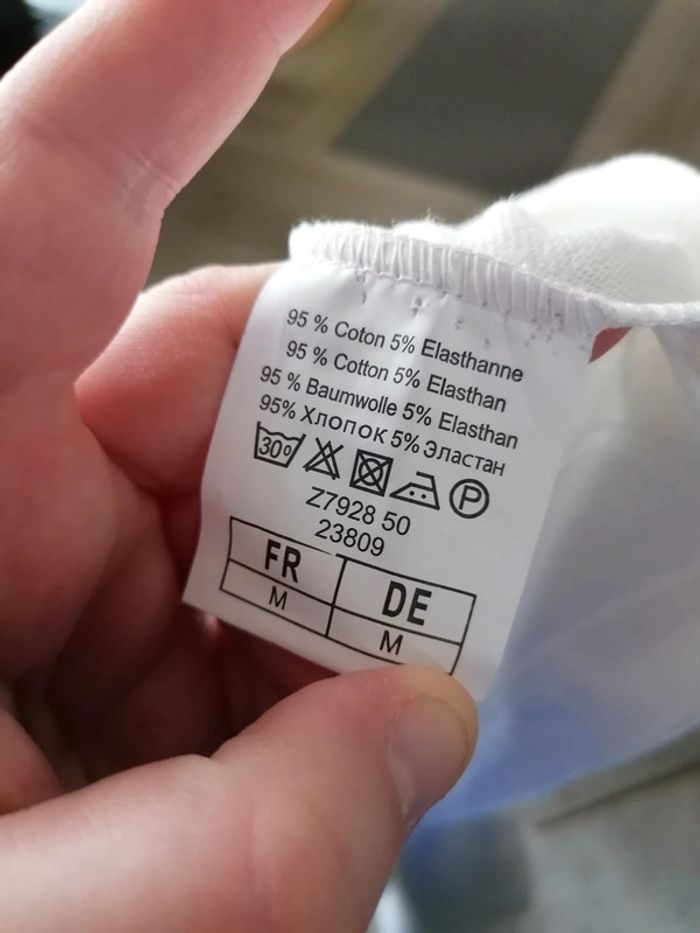 95 % Coton 5% Elasthanne
95 % Cotton 5% Elasthan
95 % Baumwolle 5% Elasthan
95% Хлопок 5% Эластан
30° P
Z7928 50
23809
FR DE
M M